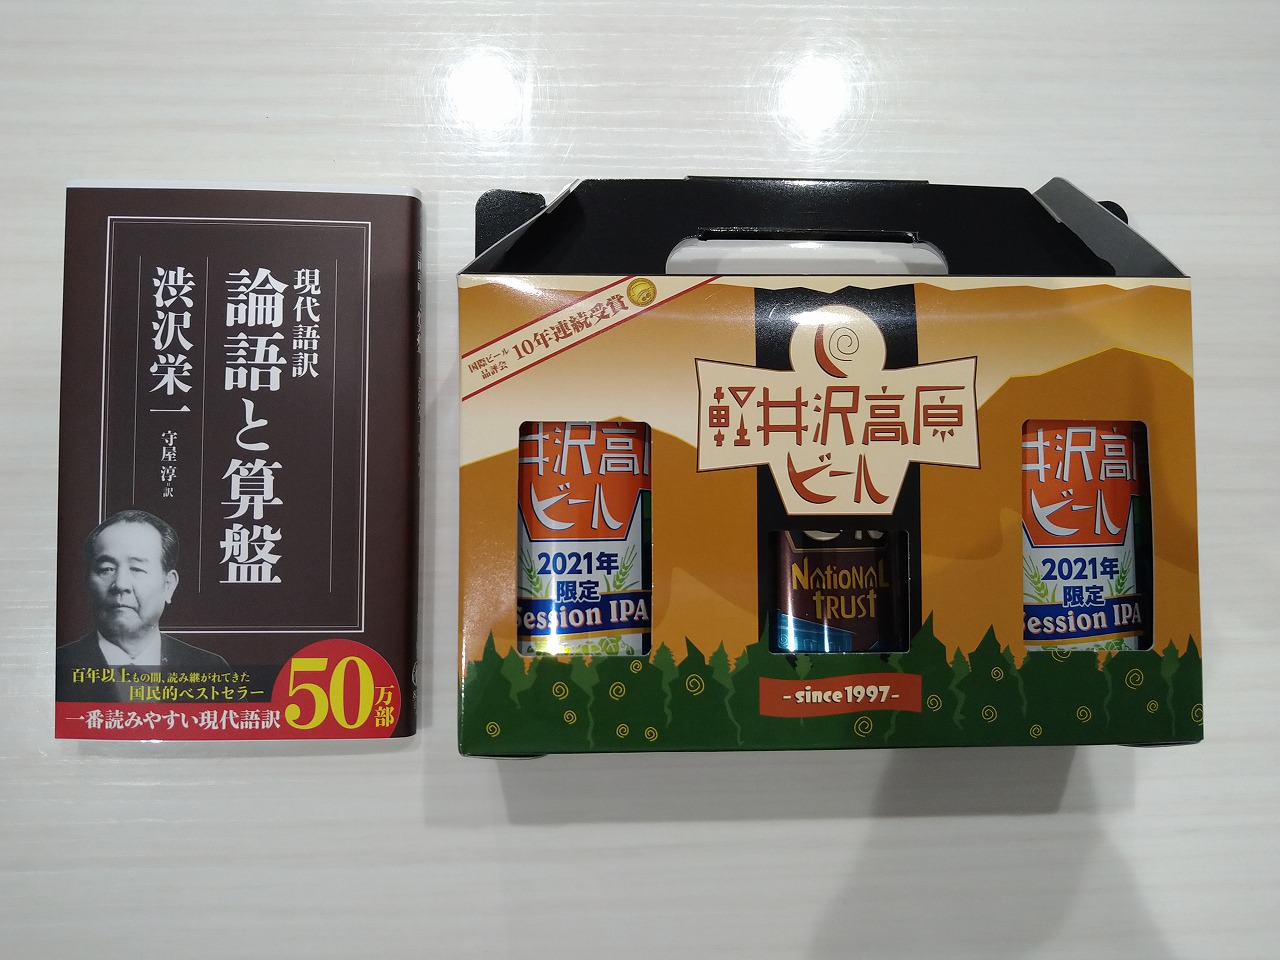 現代語訳
論語と算盤
渋沢栄一
守屋淳=訳
百年以上もの間、読み継がれてきた
国民的ベストセラー
一番読みやすい現代語訳
50万部
国際ビール
品評会
10年連続受賞
軽井沢高原
ビール
井沢高原
ビール
2021年
限定
Session IPA
NATIONAL
TRUST
井沢高
ビール
2021年
限定
Session IPA
- since 1997 -